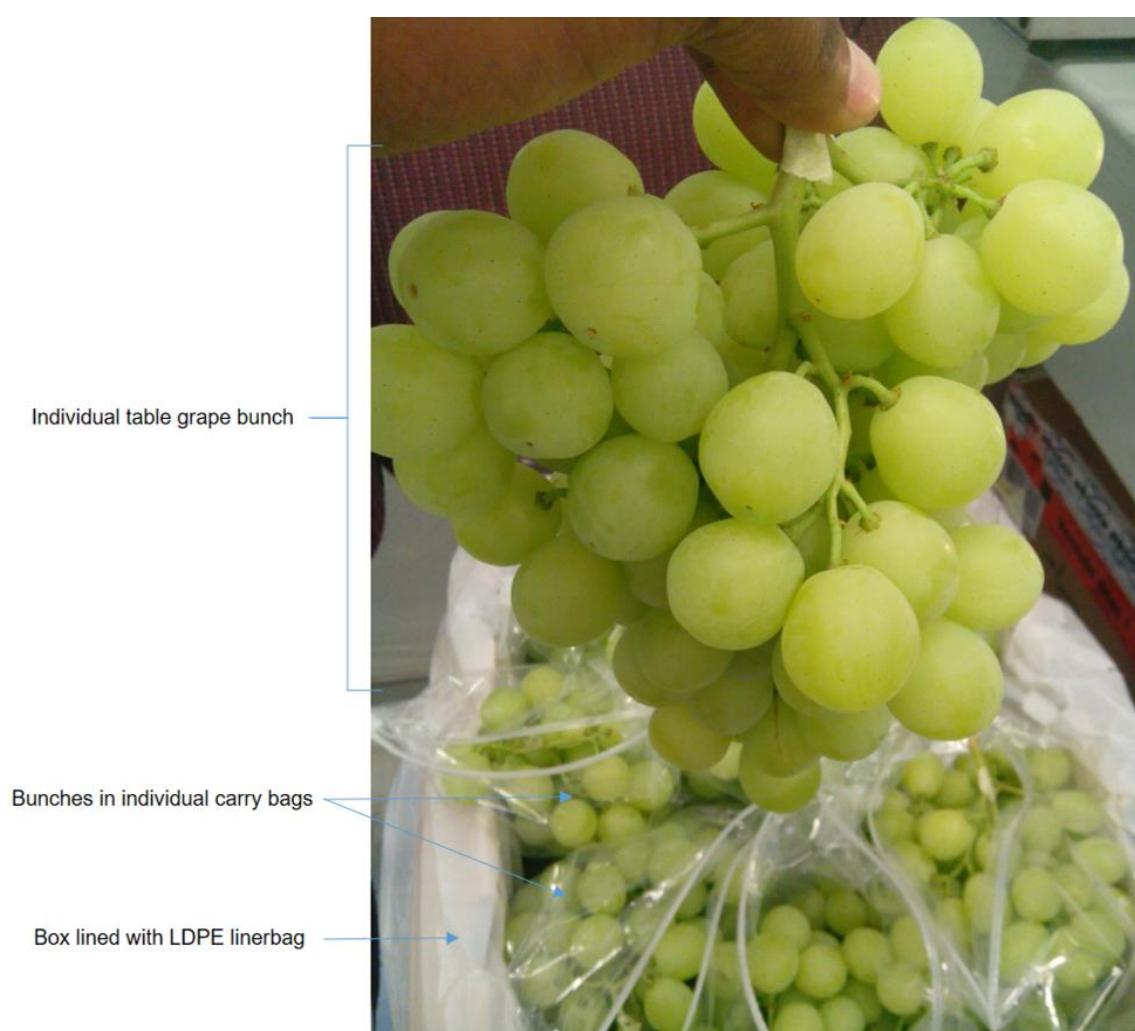 Individual table grape bunch
Bunches in individual carry bags
Box lined with LDPE linerbag